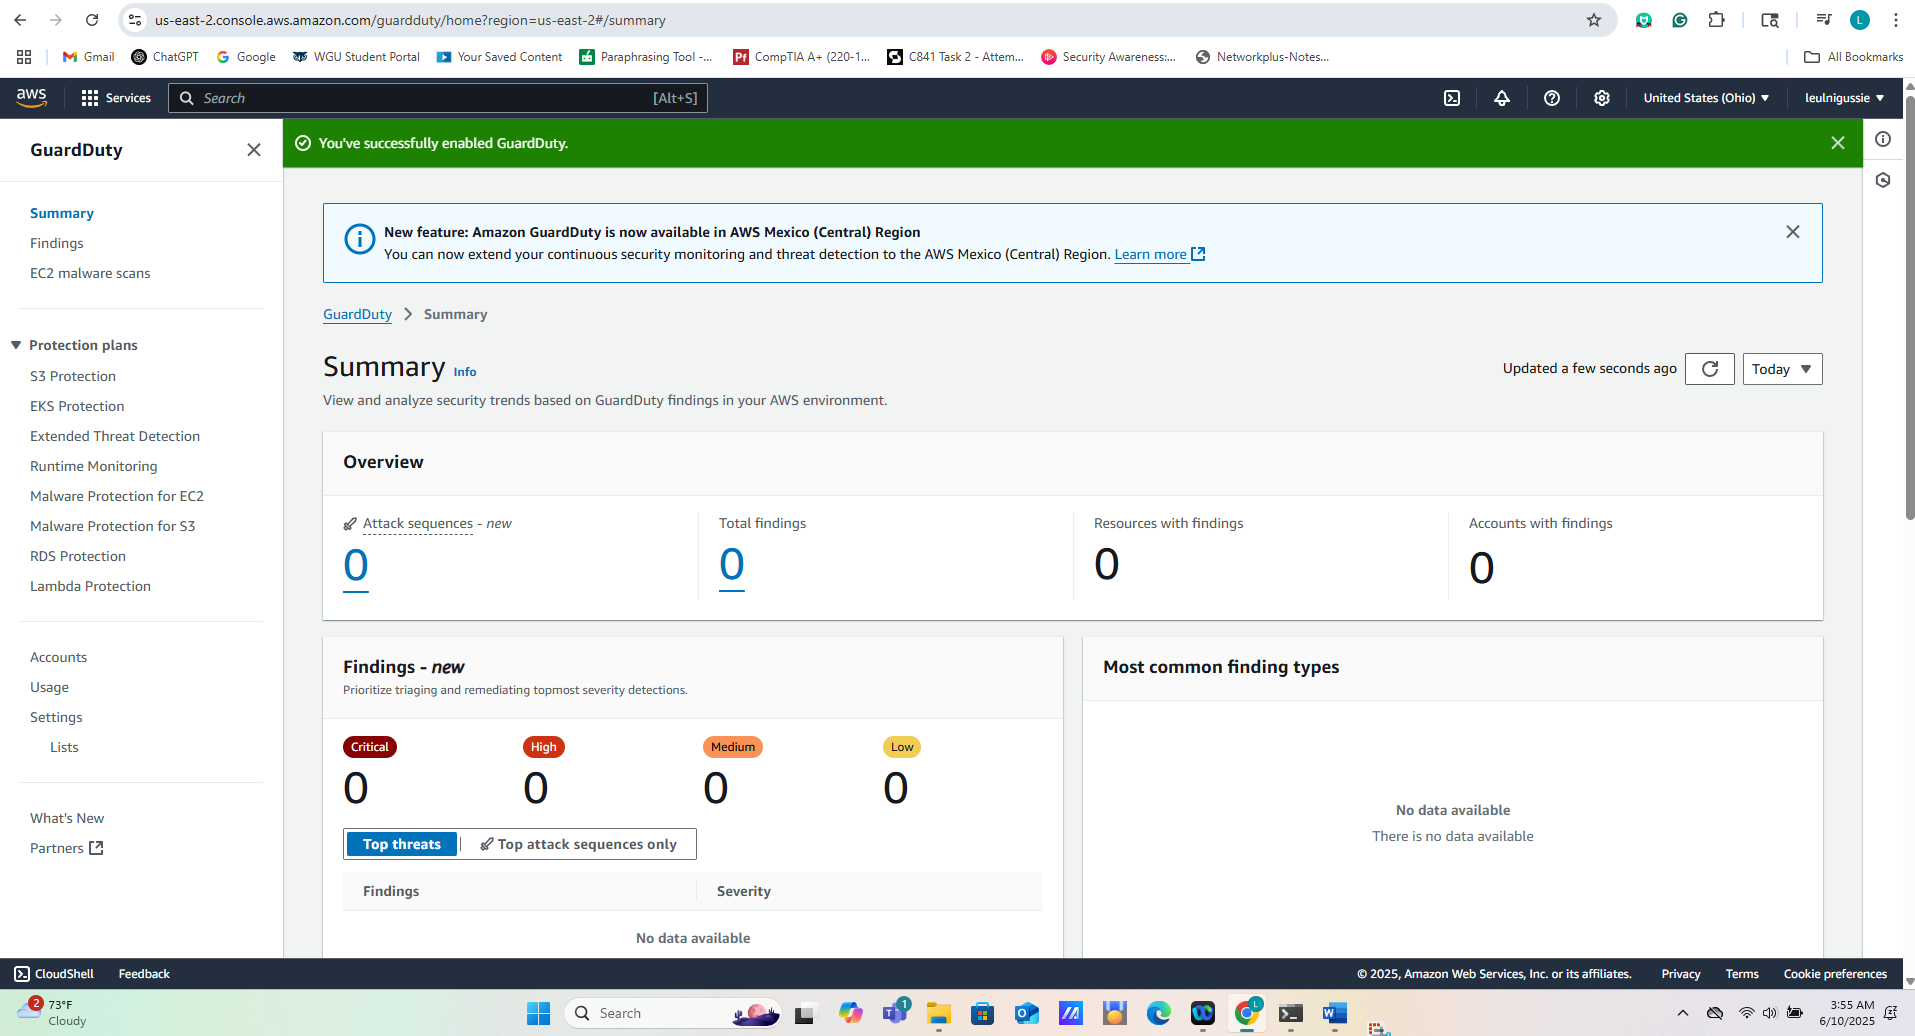 us-east-2.console.aws.amazon.com/guardduty/home?region=us-east-2#/summary
L
Gmail
ChatGPT
Google
WGU Student Portal
Your Saved Content
Paraphrasing Tool -...
Pf CompTIA A+ (220-1...
C841 Task 2 - Attem...
Security Awareness:...
Networkplus-Notes...
All Bookmarks
aws
Services
Search
[Alt+S]
United States (Ohio)
leulnigussie
GuardDuty
You've successfully enabled GuardDuty.
Summary
Findings
EC2 malware scans
Protection plans
S3 Protection
EKS Protection
Extended Threat Detection
Runtime Monitoring
Malware Protection for EC2
Malware Protection for S3
RDS Protection
Lambda Protection
Accounts
Usage
Settings
Lists
What's New
Partners
New feature: Amazon GuardDuty is now available in AWS Mexico (Central) Region
You can now extend your continuous security monitoring and threat detection to the AWS Mexico (Central) Region. Learn more
GuardDuty > Summary
Summary Info
Updated a few seconds ago
Today
View and analyze security trends based on GuardDuty findings in your AWS environment.
Overview
Attack sequences - new
0
Total findings
0
Resources with findings
0
Accounts with findings
0
Findings - new
Prioritize triaging and remediating topmost severity detections.
Critical
0
High
0
Medium
0
Low
0
Top threats
Top attack sequences only
Findings
Severity
No data available
Most common finding types
No data available
There is no data available
CloudShell
Feedback
© 2025, Amazon Web Services, Inc. or its affiliates.
Privacy
Terms
Cookie preferences
2
73°F
Cloudy
Search
1
L
3:55 AM
6/10/2025